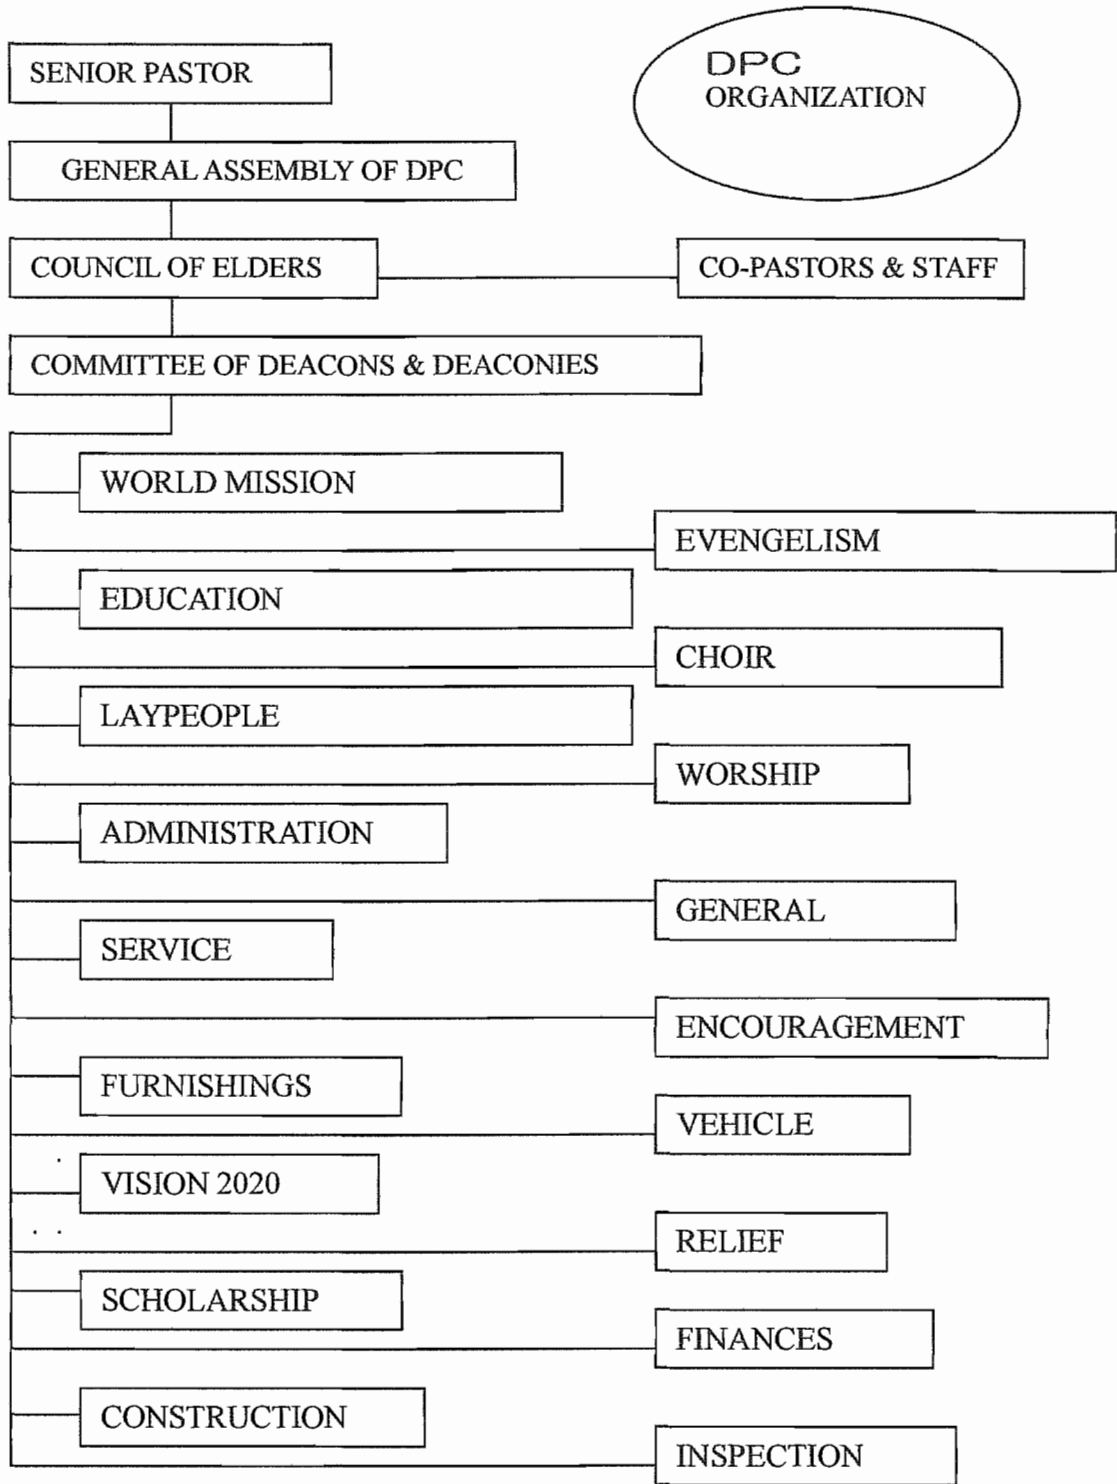 SENIOR PASTOR
DPC
ORGANIZATION
GENERAL ASSEMBLY OF DPC
COUNCIL OF ELDERS
CO-PASTORS & STAFF
COMMITTEE OF DEACONS & DEACONIES
WORLD MISSION
EVENGELISM
EDUCATION
CHOIR
LAYPEOPLE
WORSHIP
ADMINISTRATION
GENERAL
SERVICE
ENCOURAGEMENT
FURNISHINGS
VEHICLE
VISION 2020
RELIEF
SCHOLARSHIP
FINANCES
CONSTRUCTION
INSPECTION